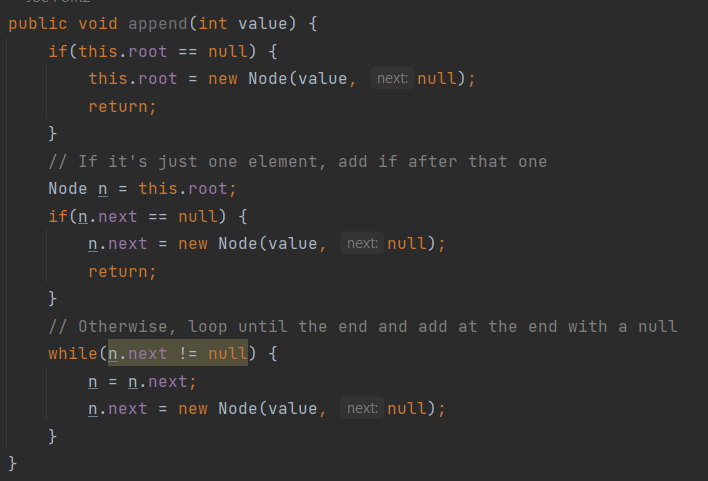 public void append(int value) {
if(this.root == null) {
this.root = new Node(value, next: null);
return;
}
// If it's just one element, add if after that one
Node n = this.root;
if(n.next == null) {
n.next = new Node(value, next: null);
return;
}
// Otherwise, loop until the end and add at the end with a null
while(n.next != null) {
n = n.next;
n.next = new Node(value, next: null);
}
}